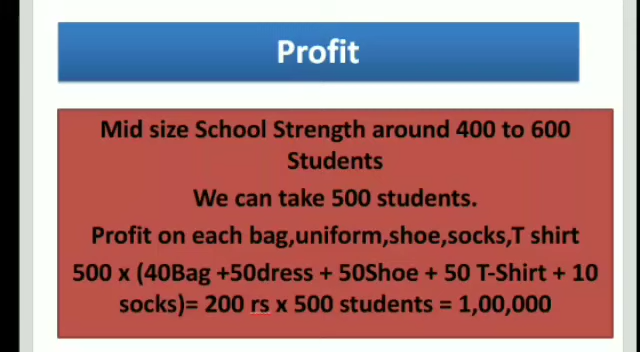 Profit
Mid size School Strength around 400 to 600
Students
We can take 500 students.
Profit on each bag,uniform,shoe,socks,T shirt
500 x (40Bag +50dress + 50Shoe + 50 T-Shirt + 10
socks)= 200 rs x 500 students = 1,00,000